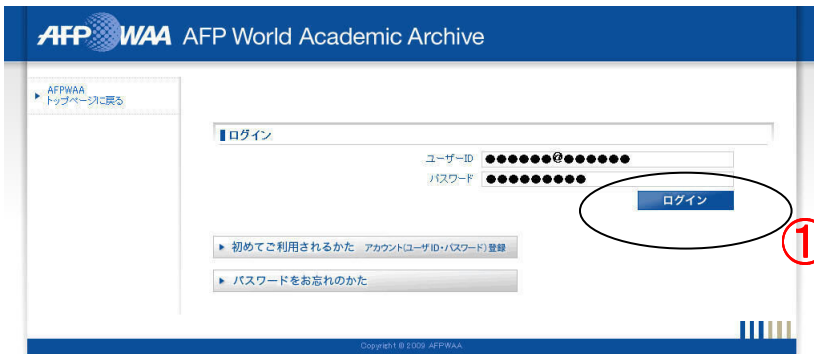 AFP WAA AFP World Academic Archive
AFPWAA
トップページに戻る
ログイン
ユーザーID ●●●●●●@●●●●●●
パスワード ●●●●●●●●●
ログイン
①
初めてご利用されるかた アカウント(ユーザID・パスワード)登録
パスワードをお忘れのかた
Copyright © 2009 AFPWAA